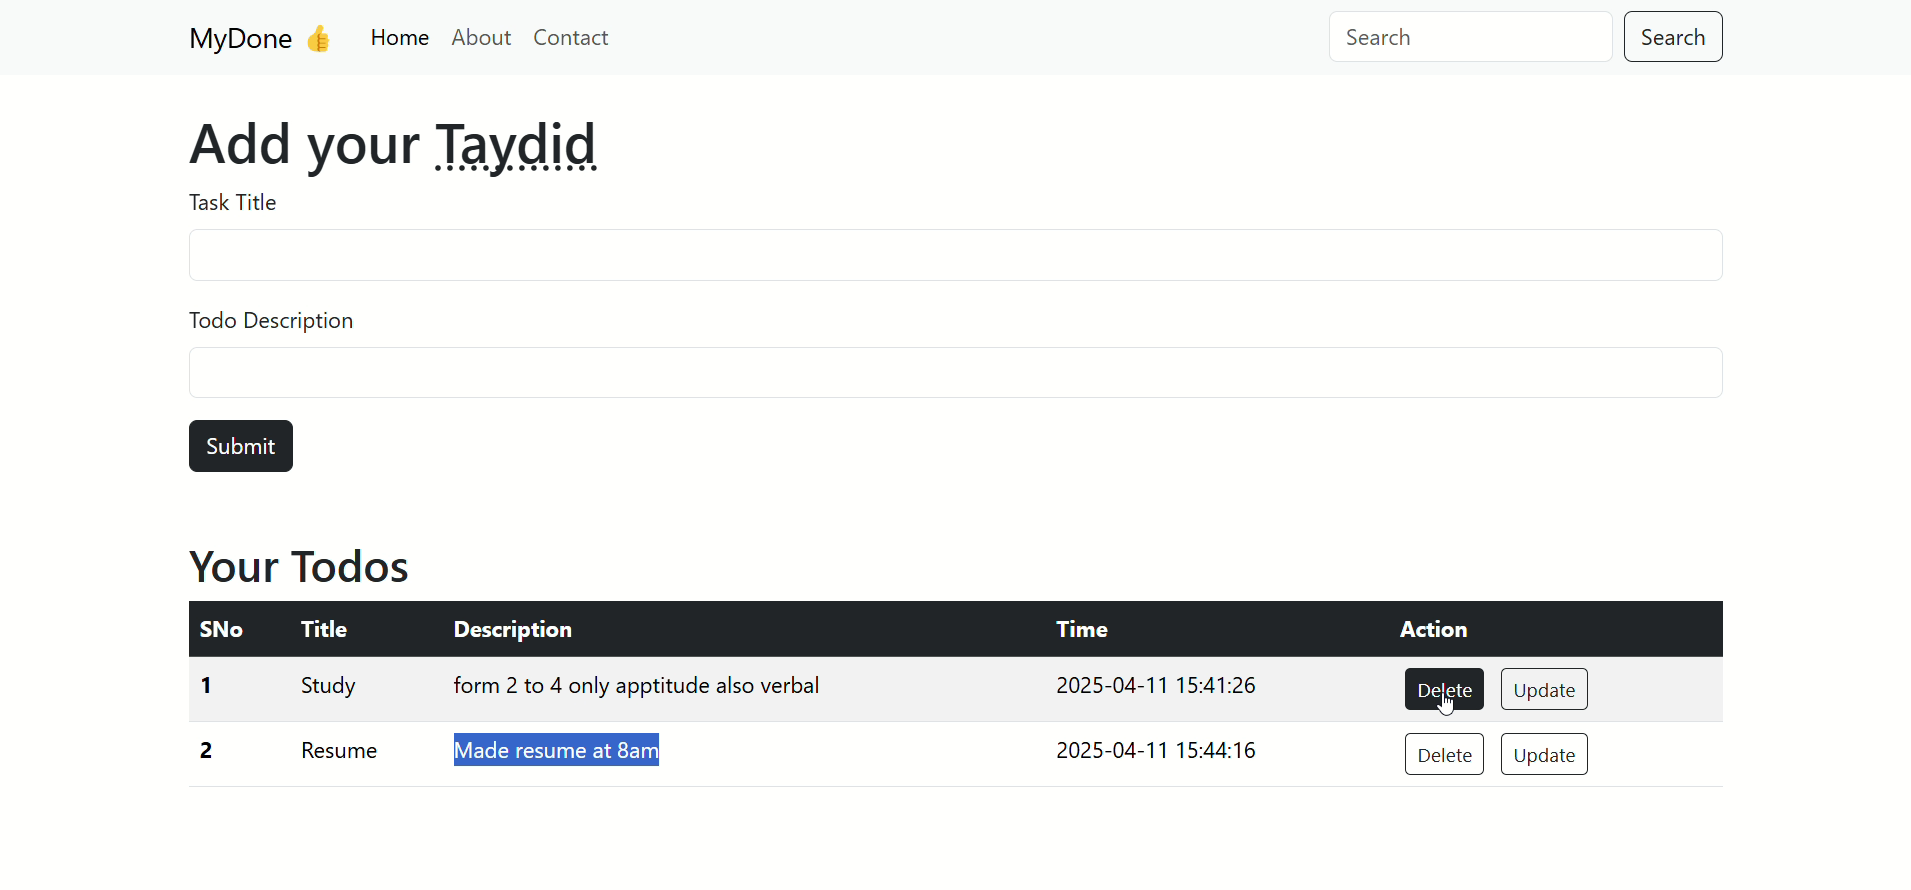 MyDone 👍 Home About Contact Search Search
Add your Taydid
Task Title
Todo Description
Submit
Your Todos
SNo Title Description Time Action
1 Study form 2 to 4 only apptitude also verbal 2025-04-11 15:41:26 Delete Update
2 Resume Made resume at 8am 2025-04-11 15:44:16 Delete Update